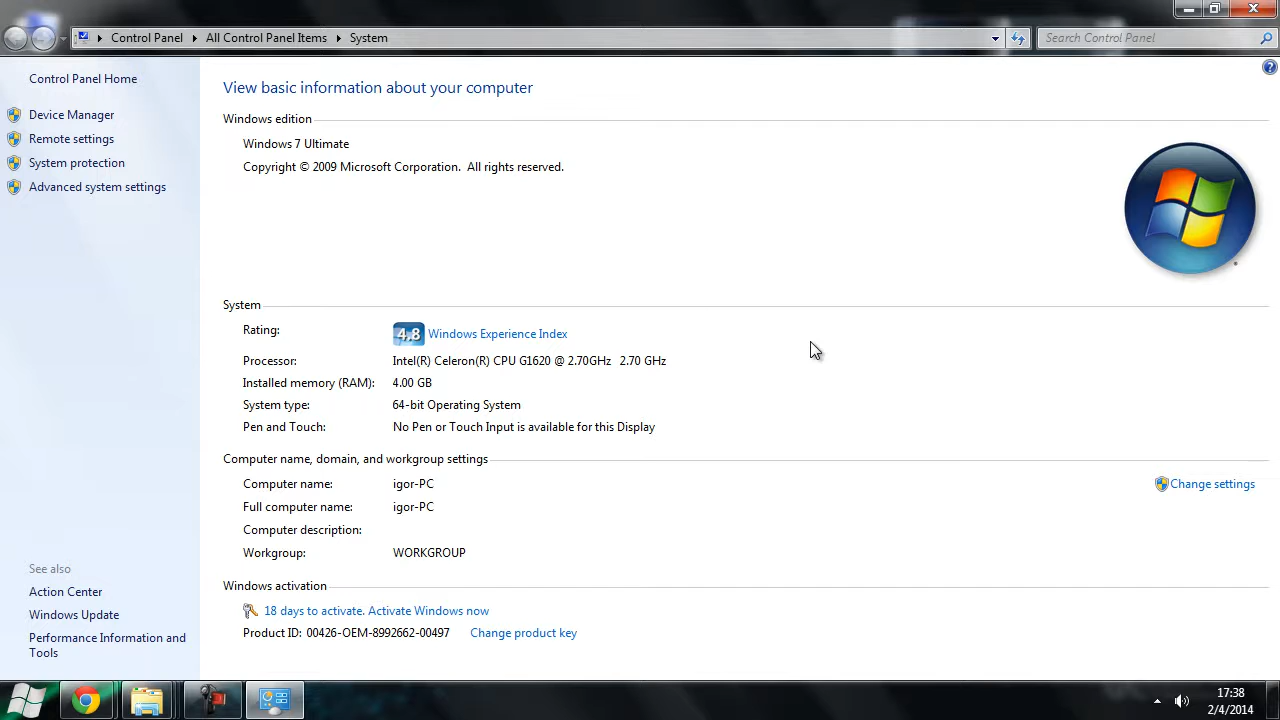 Control Panel All Control Panel Items System
Search Control Panel
Control Panel Home
Device Manager
Remote settings
System protection
Advanced system settings
View basic information about your computer
Windows edition
Windows 7 Ultimate
Copyright © 2009 Microsoft Corporation. All rights reserved.
System
Rating: 4,8 Windows Experience Index
Processor: Intel(R) Celeron(R) CPU G1620 @ 2.70GHz 2.70 GHz
Installed memory (RAM): 4.00 GB
System type: 64-bit Operating System
Pen and Touch: No Pen or Touch Input is available for this Display
Computer name, domain, and workgroup settings
Computer name: igor-PC
Change settings
Full computer name: igor-PC
Computer description:
Workgroup: WORKGROUP
Windows activation
18 days to activate. Activate Windows now
Product ID: 00426-OEM-8992662-00497 Change product key
See also
Action Center
Windows Update
Performance Information and
Tools
17:38
2/4/2014